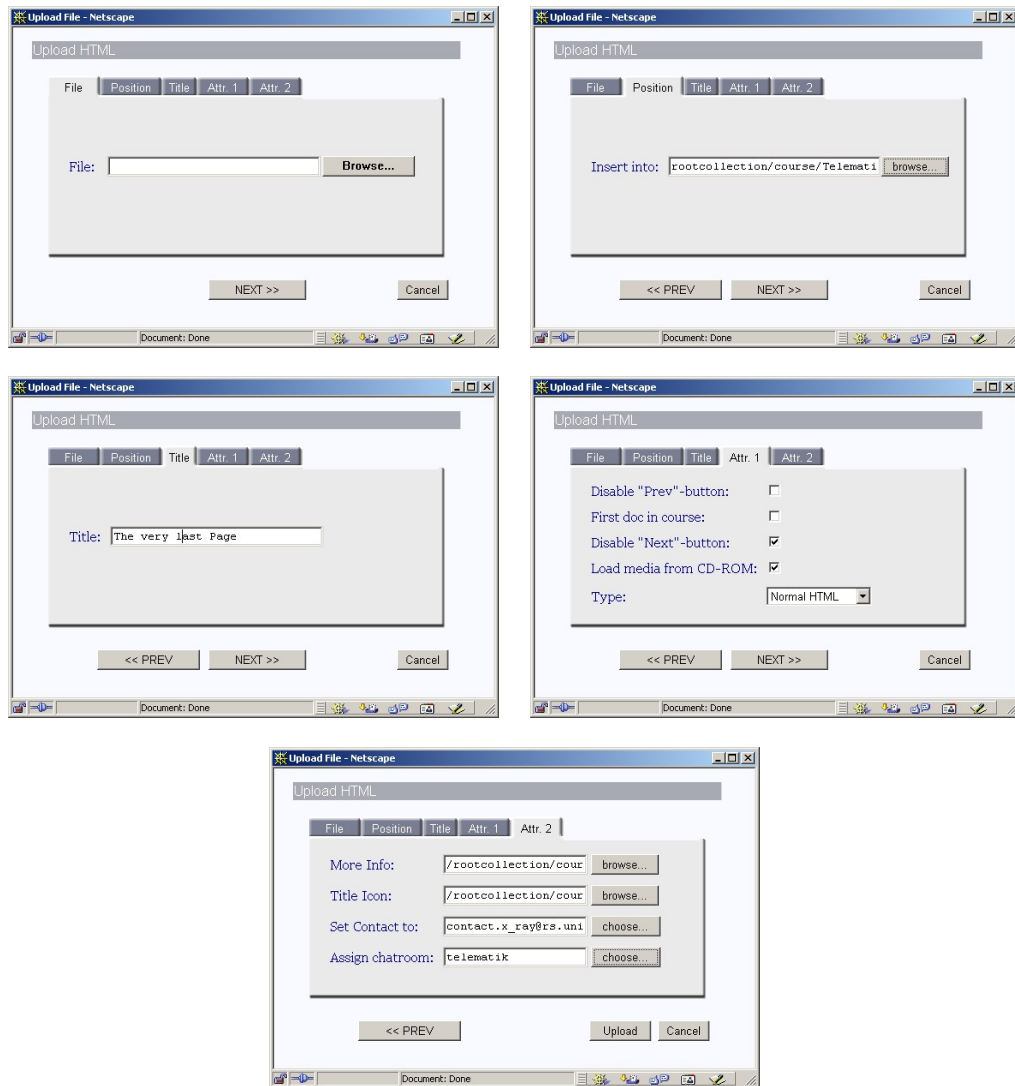 Upload File - Netscape
Upload HTML
File Position Title Attr. 1 Attr. 2
File: Browse...
NEXT >> Cancel
Document: Done
Upload File - Netscape
Upload HTML
File Position Title Attr. 1 Attr. 2
Insert into: rootcollection/course/Telemati browse...
<< PREV NEXT >> Cancel
Document: Done
Upload File - Netscape
Upload HTML
File Position Title Attr. 1 Attr. 2
Title: The very last Page
<< PREV NEXT >> Cancel
Document: Done
Upload File - Netscape
Upload HTML
File Position Title Attr. 1 Attr. 2
Disable "Prev"-button:
First doc in course:
Disable "Next"-button:
Load media from CD-ROM:
Type: Normal HTML
<< PREV NEXT >> Cancel
Document: Done
Upload File - Netscape
Upload HTML
File Position Title Attr. 1 Attr. 2
More Info: /rootcollection/cour browse...
Title Icon: /rootcollection/cour browse...
Set Contact to: contact.x_ray@rs.uni choose...
Assign chatroom: telematik choose...
<< PREV Upload Cancel
Document: Done